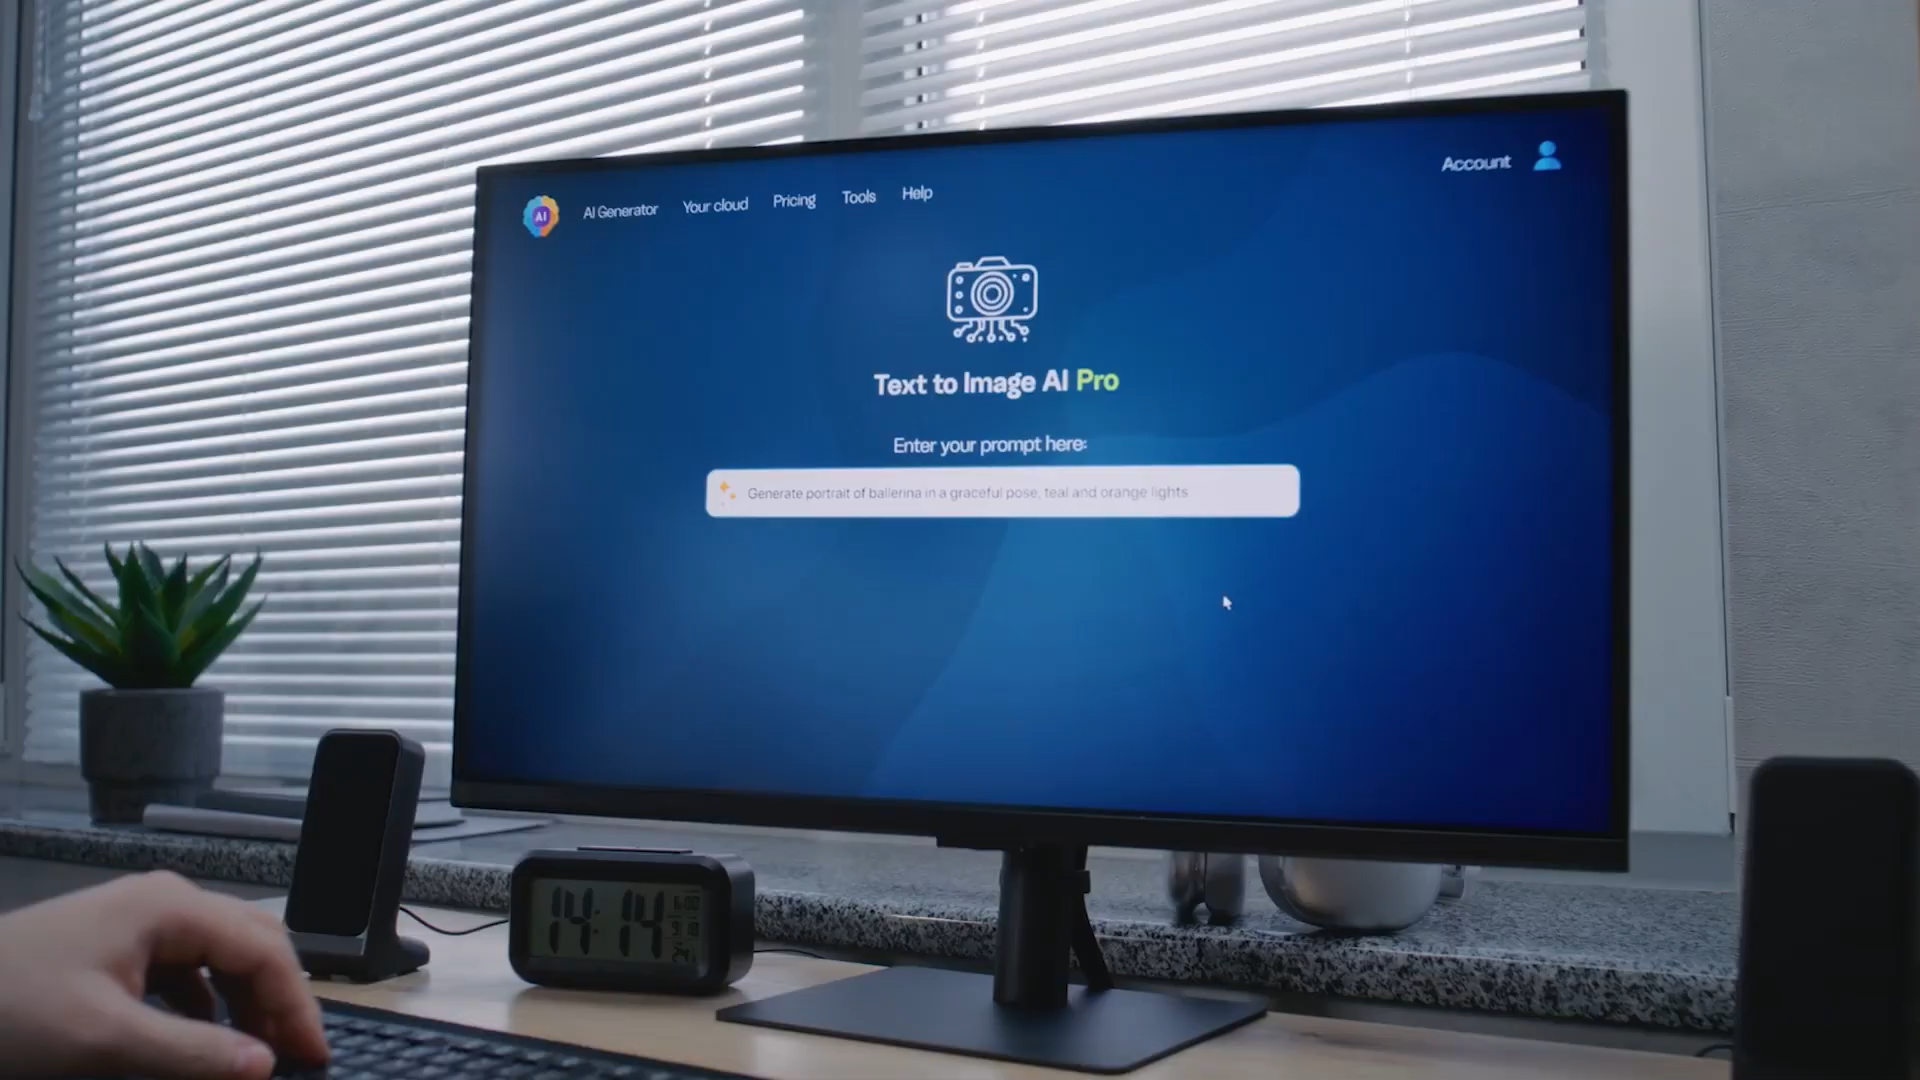 AI
AI Generator
Your cloud
Pricing
Tools
Help
Account
Text to Image AI Pro
Enter your prompt here:
Generate portrait of ballerina in a graceful pose, teal and orange lights
14:14